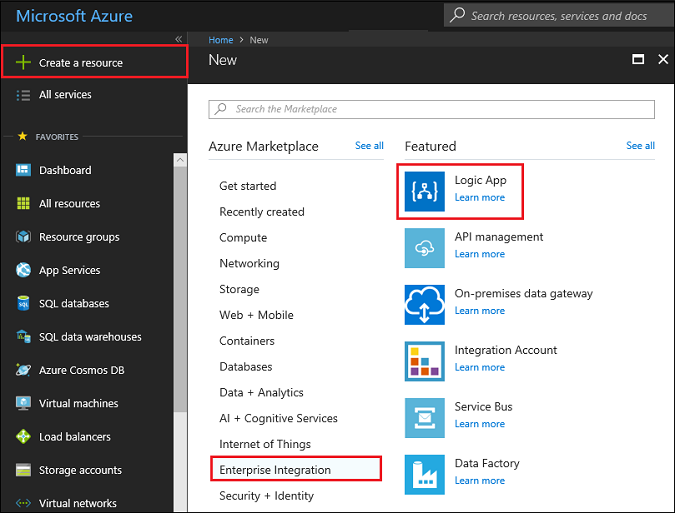 Microsoft Azure
Search resources, services and docs
Create a resource
All services
FAVORITES
Dashboard
All resources
Resource groups
App Services
SQL databases
SQL data warehouses
Azure Cosmos DB
Virtual machines
Load balancers
Storage accounts
Virtual networks
Home > New
New
Search the Marketplace
Azure Marketplace See all
Get started
Recently created
Compute
Networking
Storage
Web + Mobile
Containers
Databases
Data + Analytics
AI + Cognitive Services
Internet of Things
Enterprise Integration
Security + Identity
Featured See all
Logic App
Learn more
API management
Learn more
On-premises data gateway
Learn more
Integration Account
Learn more
Service Bus
Learn more
Data Factory
Learn more